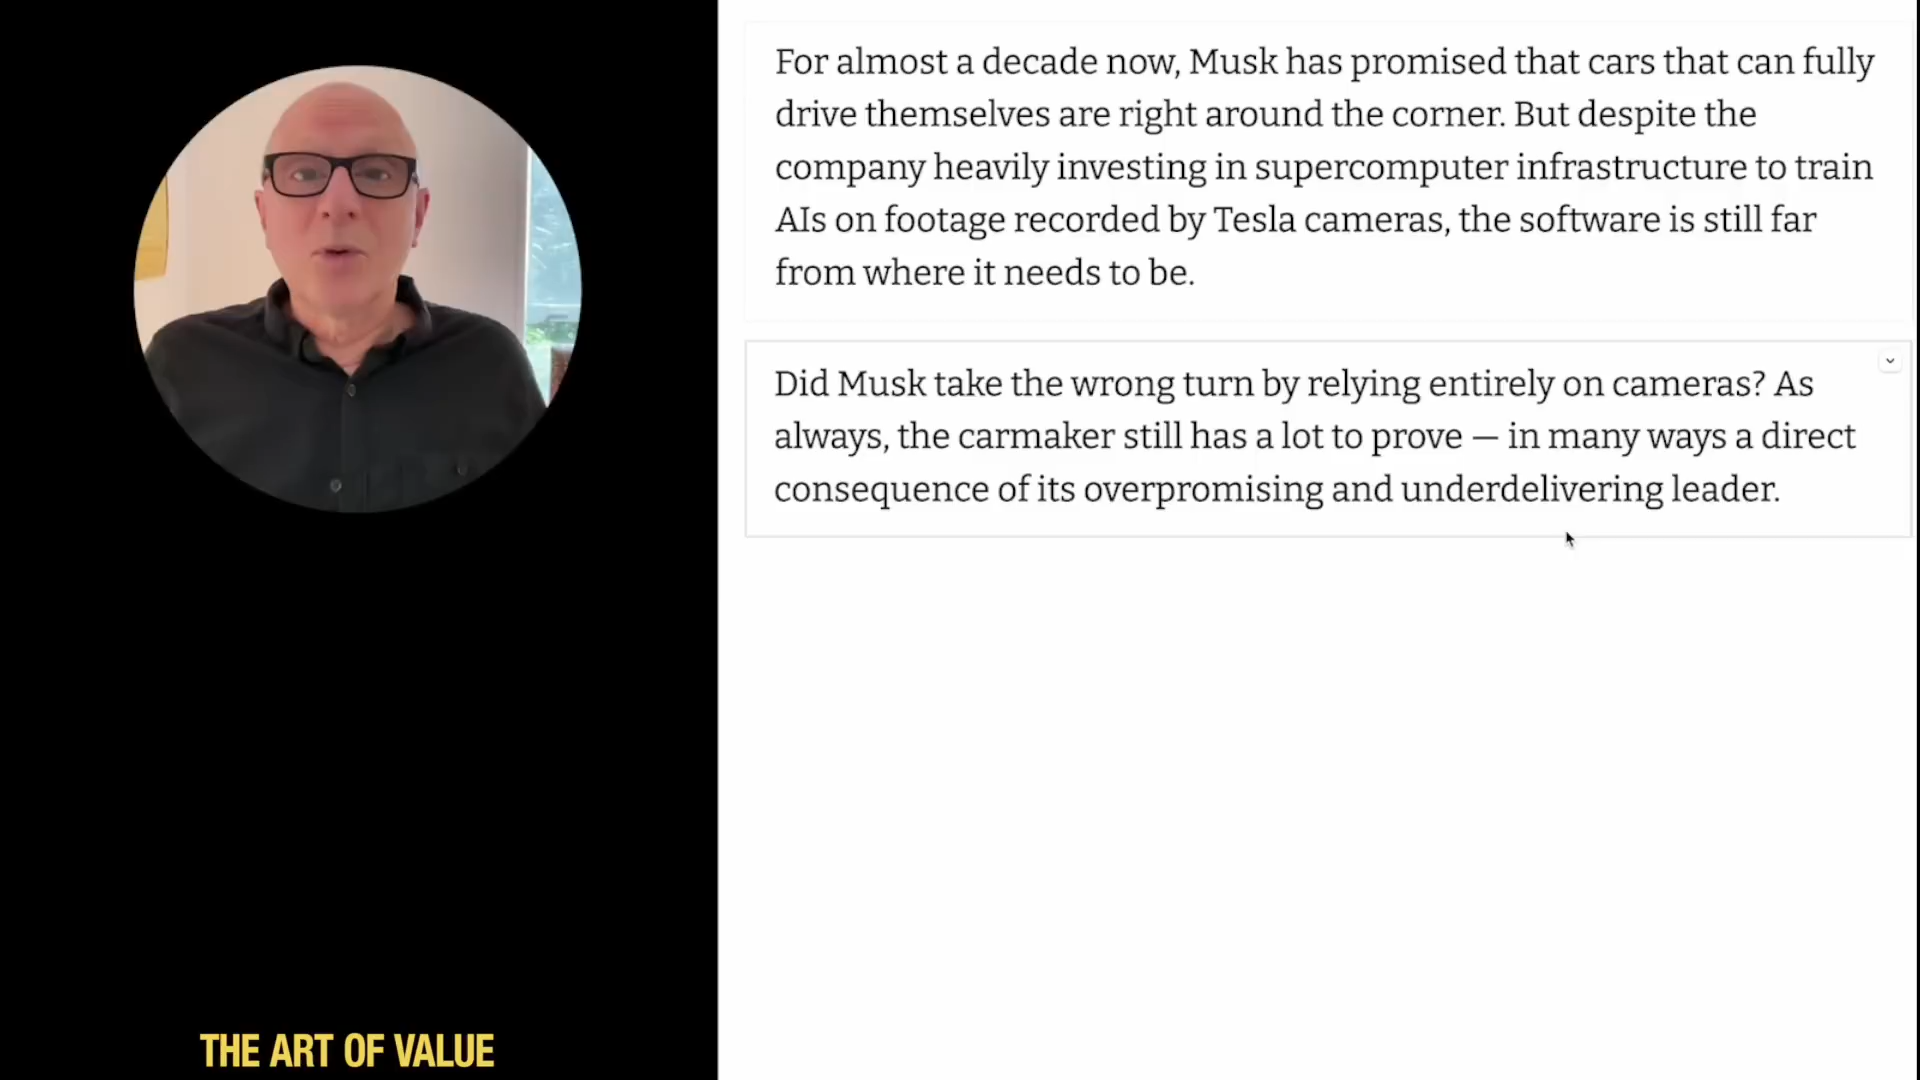 For almost a decade now, Musk has promised that cars that can fully
drive themselves are right around the corner. But despite the
company heavily investing in supercomputer infrastructure to train
AIs on footage recorded by Tesla cameras, the software is still far
from where it needs to be.
Did Musk take the wrong turn by relying entirely on cameras? As
always, the carmaker still has a lot to prove — in many ways a direct
consequence of its overpromising and underdelivering leader.
THE ART OF VALUE